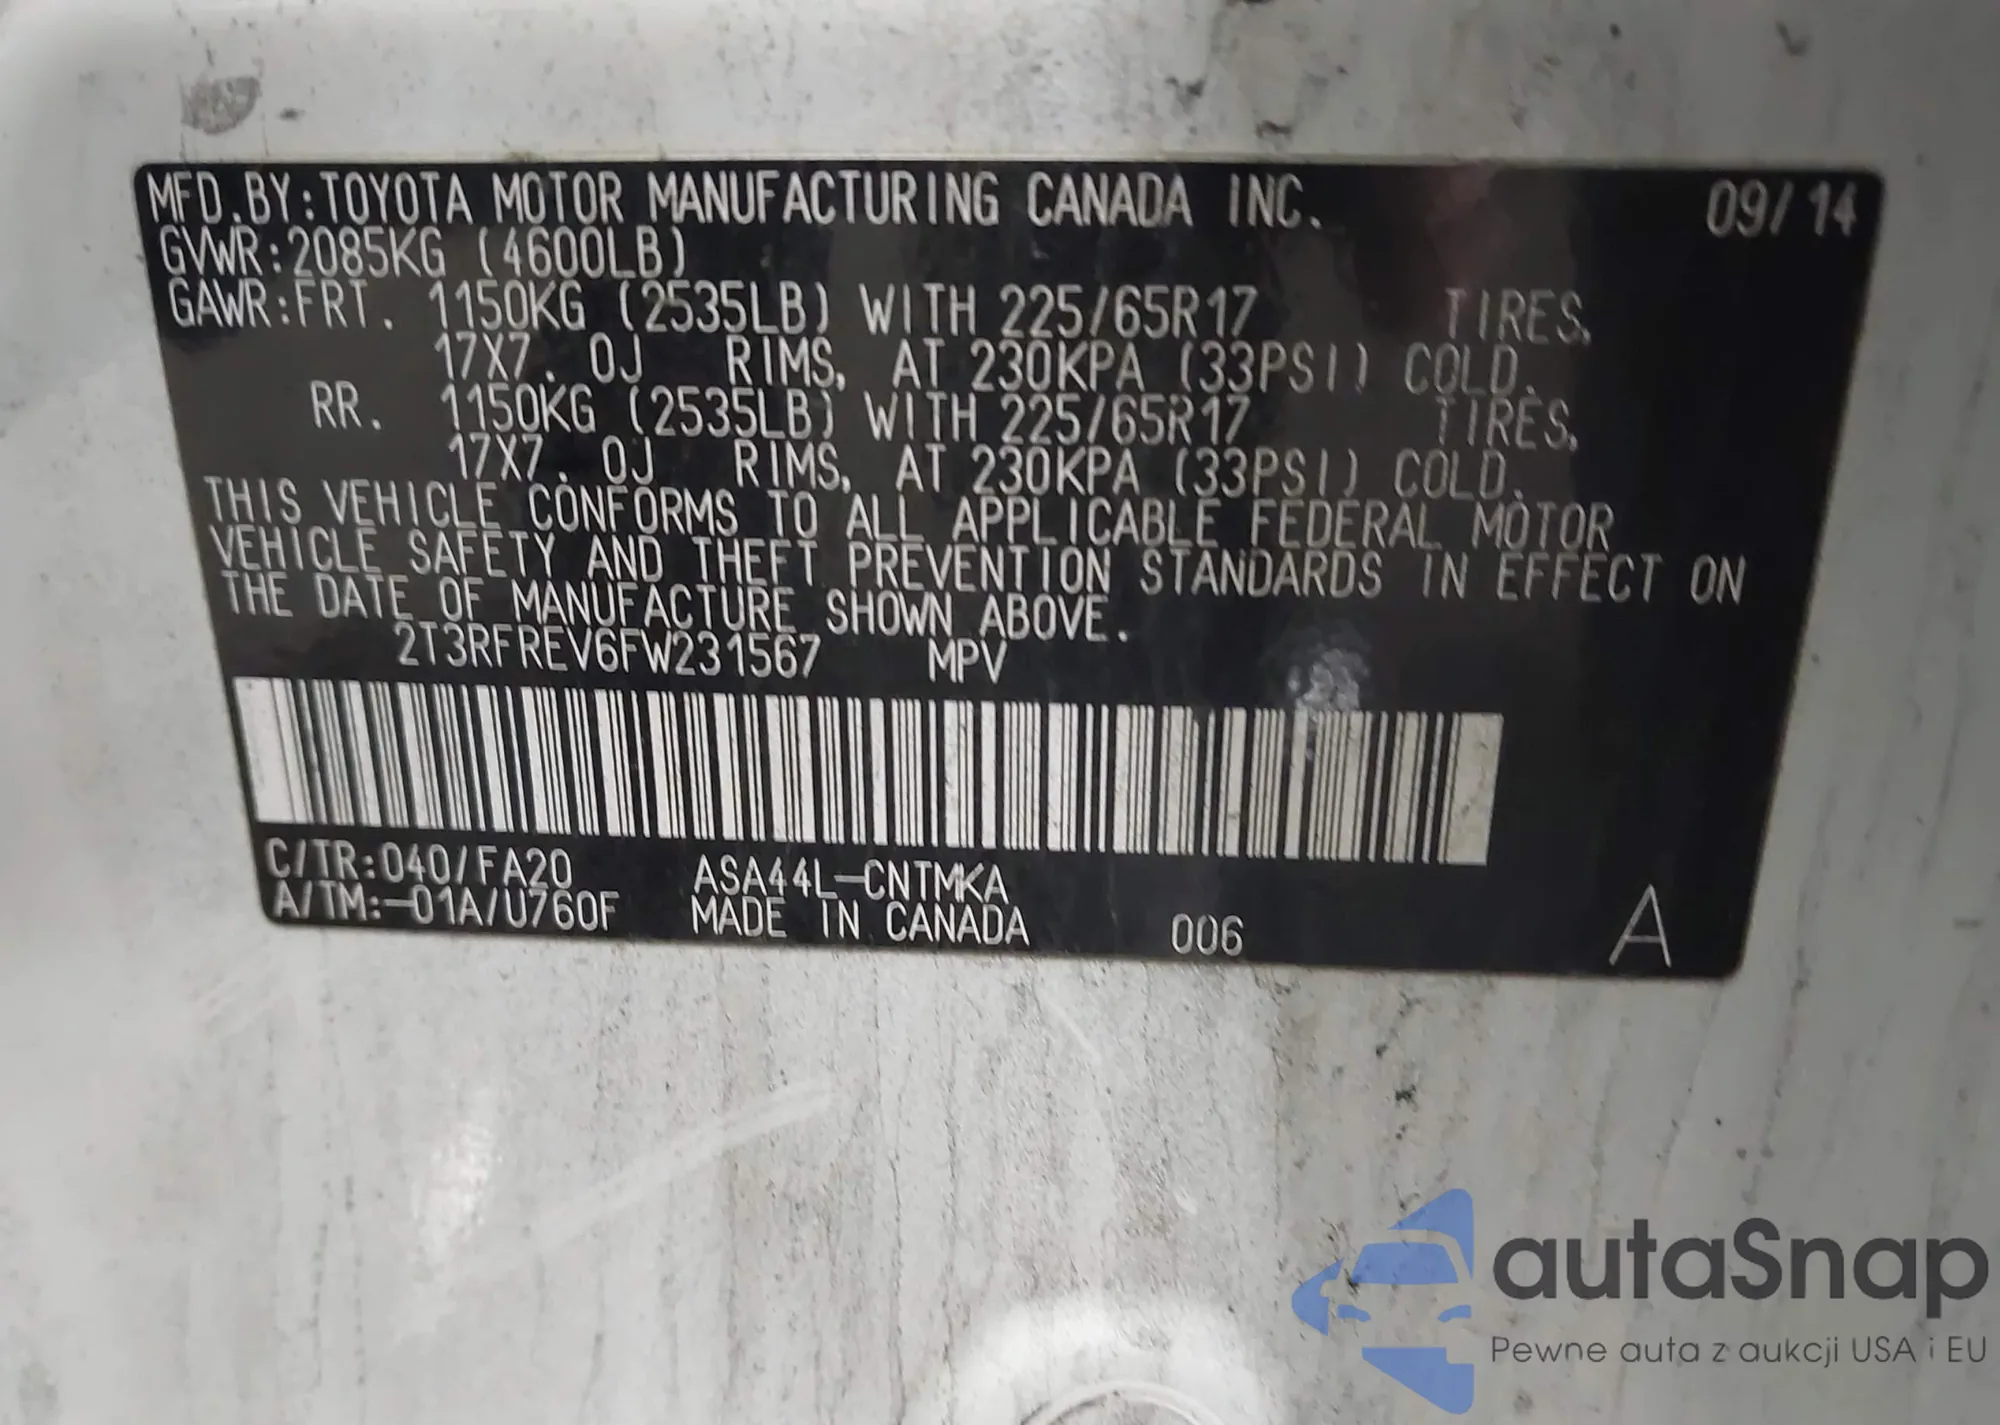 MFD.BY:TOYOTA MOTOR MANUFACTURING CANADA INC. 09/14
GVWR:2085KG (4600LB)
GAWR:FRT. 1150KG (2535LB) WITH 225/65R17 TIRES,
17X7.0J RIMS, AT 230KPA (33PSI) COLD.
RR. 1150KG (2535LB) WITH 225/65R17 TIRES,
17X7.0J RIMS, AT 230KPA (33PSI) COLD.
THIS VEHICLE CONFORMS TO ALL APPLICABLE FEDERAL MOTOR
VEHICLE SAFETY AND THEFT PREVENTION STANDARDS IN EFFECT ON
THE DATE OF MANUFACTURE SHOWN ABOVE.
2T3RFREV6FW231567 MPV
C/TR:040/FA20 ASA44L-CNTMKA
A/TM:-01A/U760F MADE IN CANADA 006 A
autaSnap
Pewne auta z aukcji USA i EU